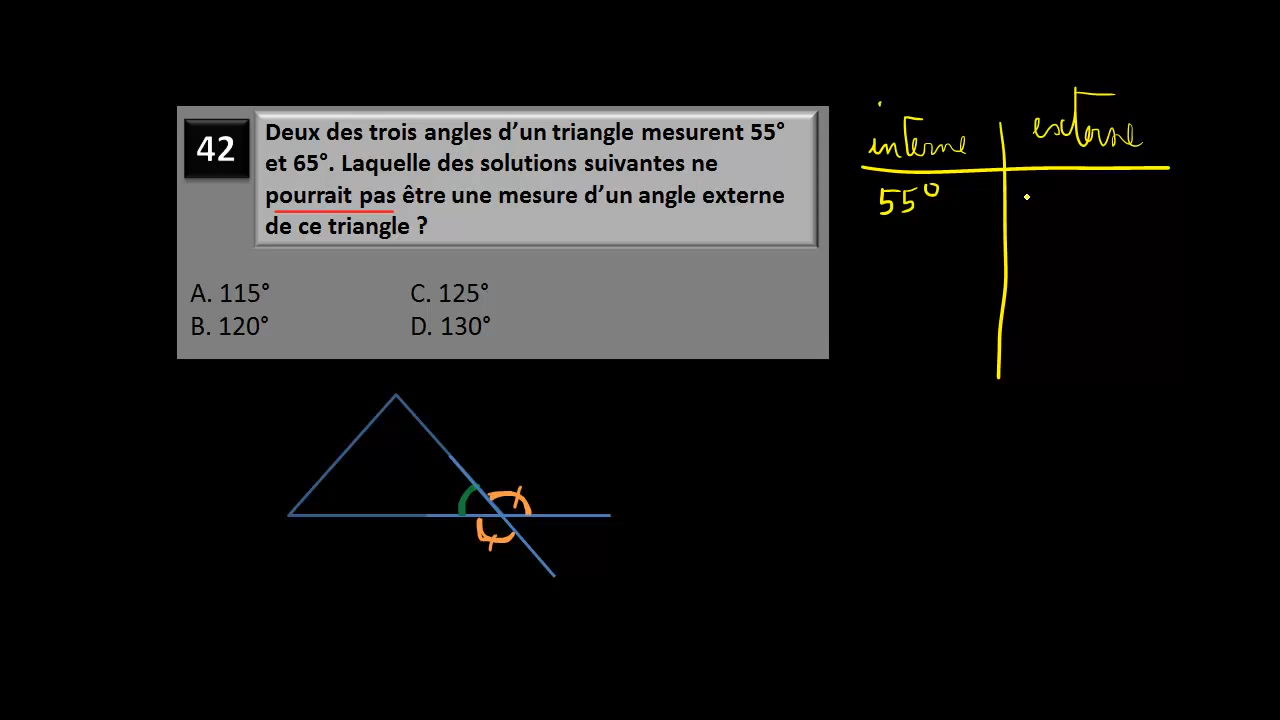 42
Deux des trois angles d’un triangle mesurent 55°
et 65°. Laquelle des solutions suivantes ne
pourrait pas être une mesure d’un angle externe
de ce triangle ?
A. 115°
C. 125°
B. 120°
D. 130°
interne
externe
55°